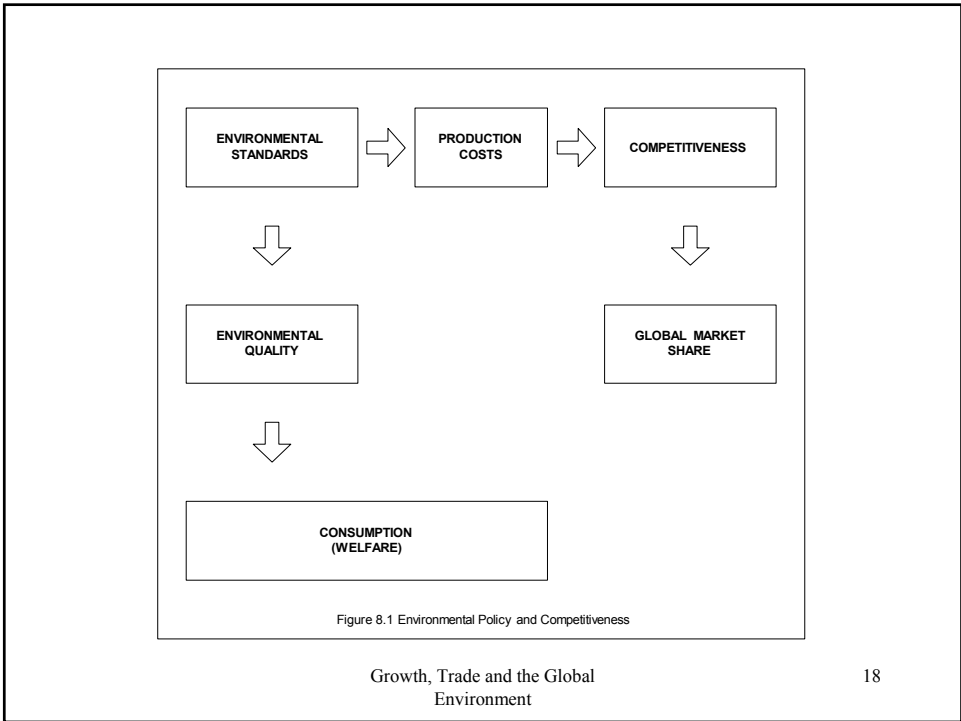 ENVIRONMENTAL
STANDARDS
PRODUCTION
COSTS
COMPETITIVENESS
ENVIRONMENTAL
QUALITY
GLOBAL MARKET
SHARE
CONSUMPTION
(WELFARE)
Figure 8.1 Environmental Policy and Competitiveness
Growth, Trade and the Global
Environment
18